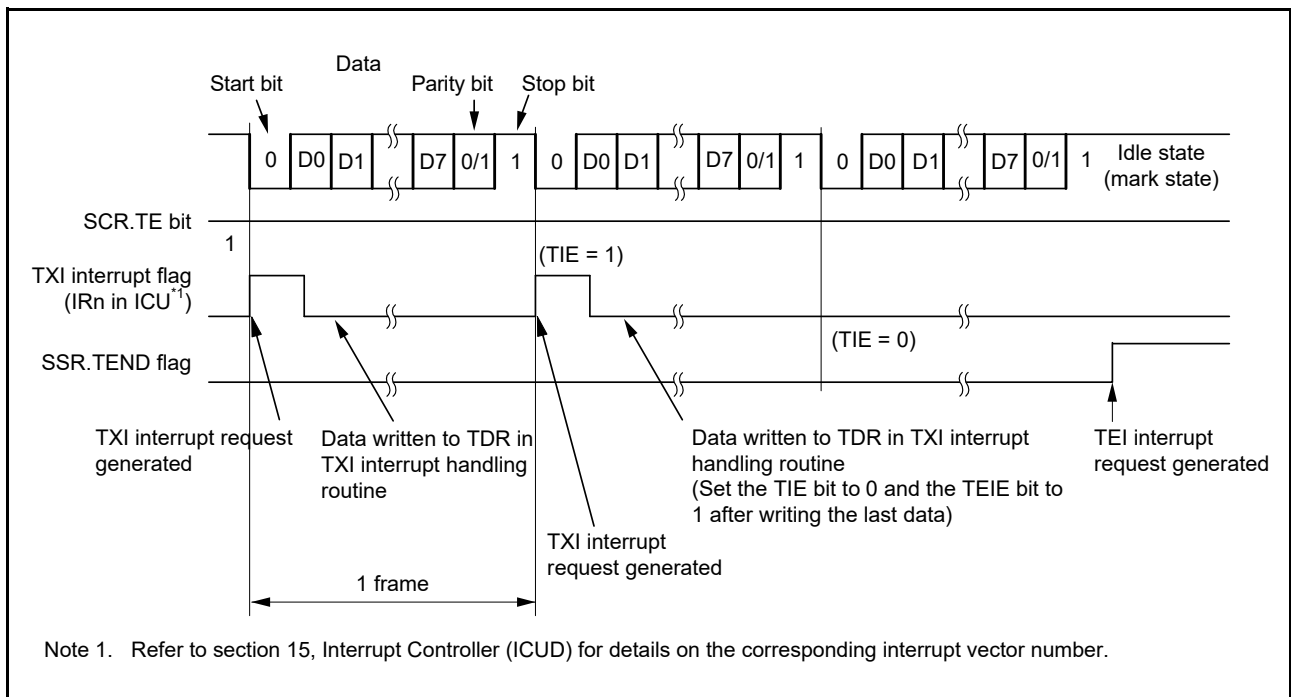 Data
Start bit Parity bit Stop bit
0 D0 D1 D7 0/1 1 0 D0 D1 D7 0/1 1 0 D0 D1 D7 0/1 1 Idle state
(mark state)
SCR.TE bit
1
(TIE = 1)
TXI interrupt flag
(IRn in ICU*1)
(TIE = 0)
SSR.TEND flag
TXI interrupt request
generated
Data written to TDR in
TXI interrupt handling
routine
Data written to TDR in TXI interrupt
handling routine
(Set the TIE bit to 0 and the TEIE bit to
1 after writing the last data)
TEI interrupt
request generated
TXI interrupt
request generated
1 frame
Note 1. Refer to section 15, Interrupt Controller (ICUD) for details on the corresponding interrupt vector number.